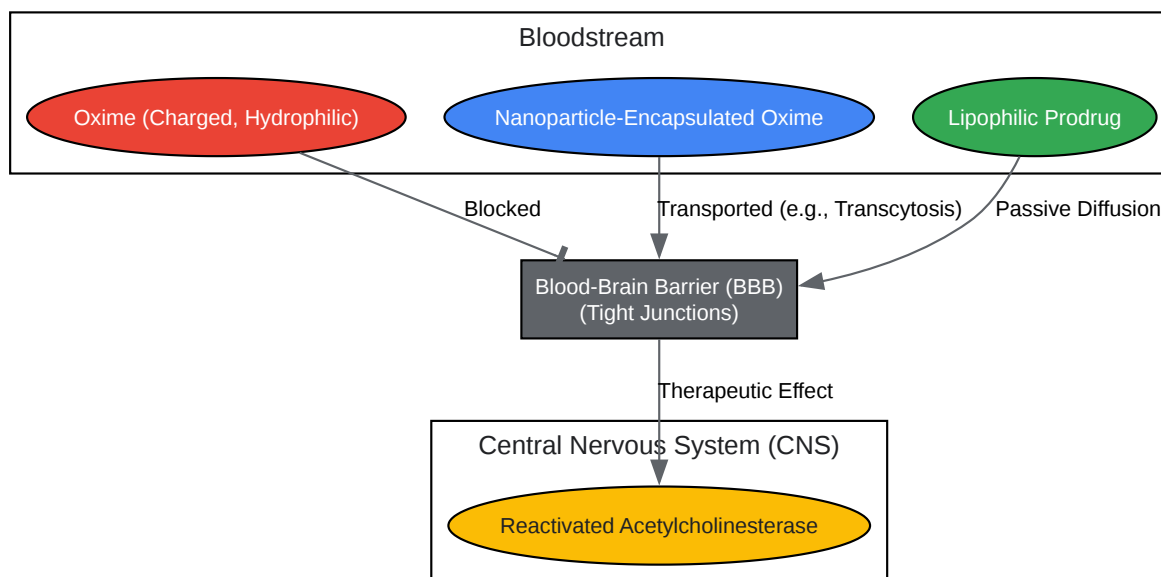 Bloodstream
Oxime (Charged, Hydrophilic)
Nanoparticle-Encapsulated Oxime
Lipophilic Prodrug
Blocked
Transported (e.g., Transcytosis)
Passive Diffusion
Blood-Brain Barrier (BBB)
(Tight Junctions)
Therapeutic Effect
Central Nervous System (CNS)
Reactivated Acetylcholinesterase